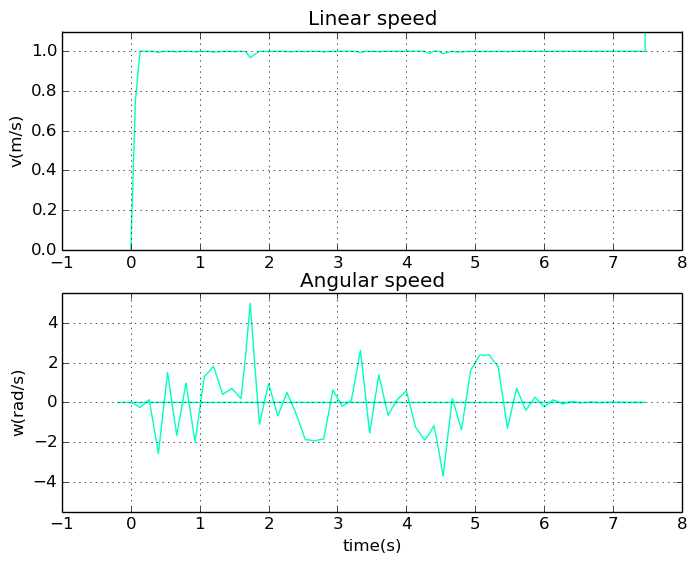 Linear speed
1.0
0.8
0.6
0.4
0.2
0.0
v(m/s)
−1 0 1 2 3 4 5 6 7 8
Angular speed
4
2
0
−2
−4
w(rad/s)
−1 0 1 2 3 4 5 6 7 8
time(s)